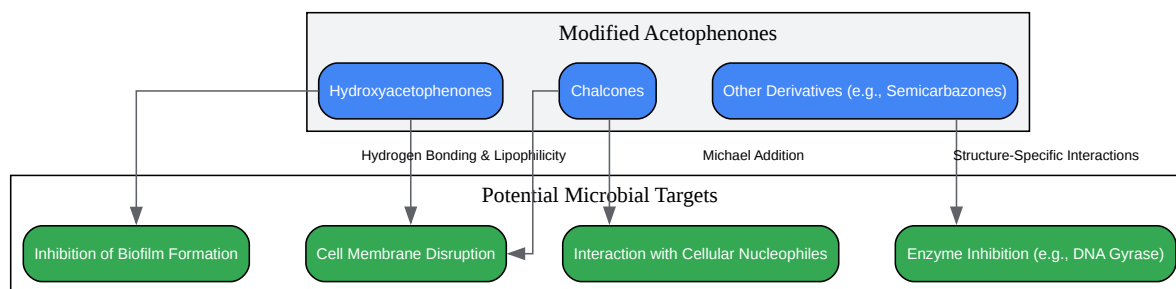 Modified Acetophenones
Hydroxyacetophenones
Chalcones
Other Derivatives (e.g., Semicarbazones)
Hydrogen Bonding & Lipophilicity
Michael Addition
Structure-Specific Interactions
Potential Microbial Targets
Inhibition of Biofilm Formation
Cell Membrane Disruption
Interaction with Cellular Nucleophiles
Enzyme Inhibition (e.g., DNA Gyrase)